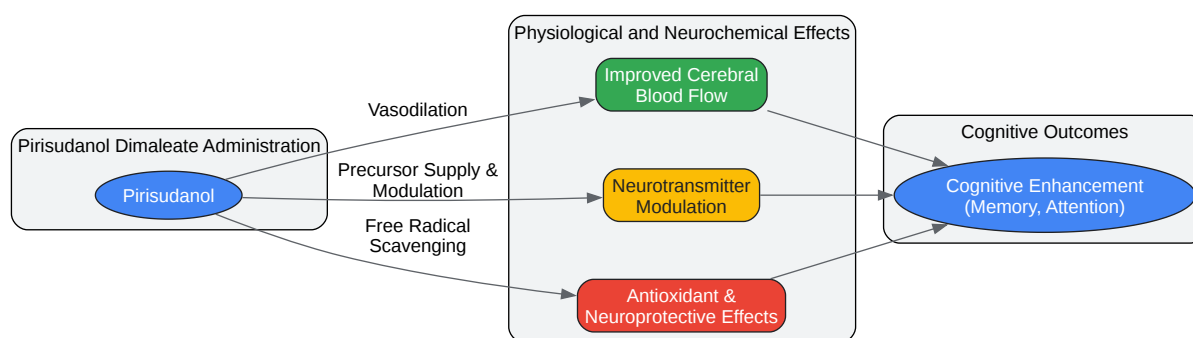 Pirisudanol Dimaleate Administration
Pirisudanol
Vasodilation
Precursor Supply &
Modulation
Free Radical
Scavenging
Physiological and Neurochemical Effects
Improved Cerebral
Blood Flow
Neurotransmitter
Modulation
Antioxidant &
Neuroprotective Effects
Cognitive Outcomes
Cognitive Enhancement
(Memory, Attention)